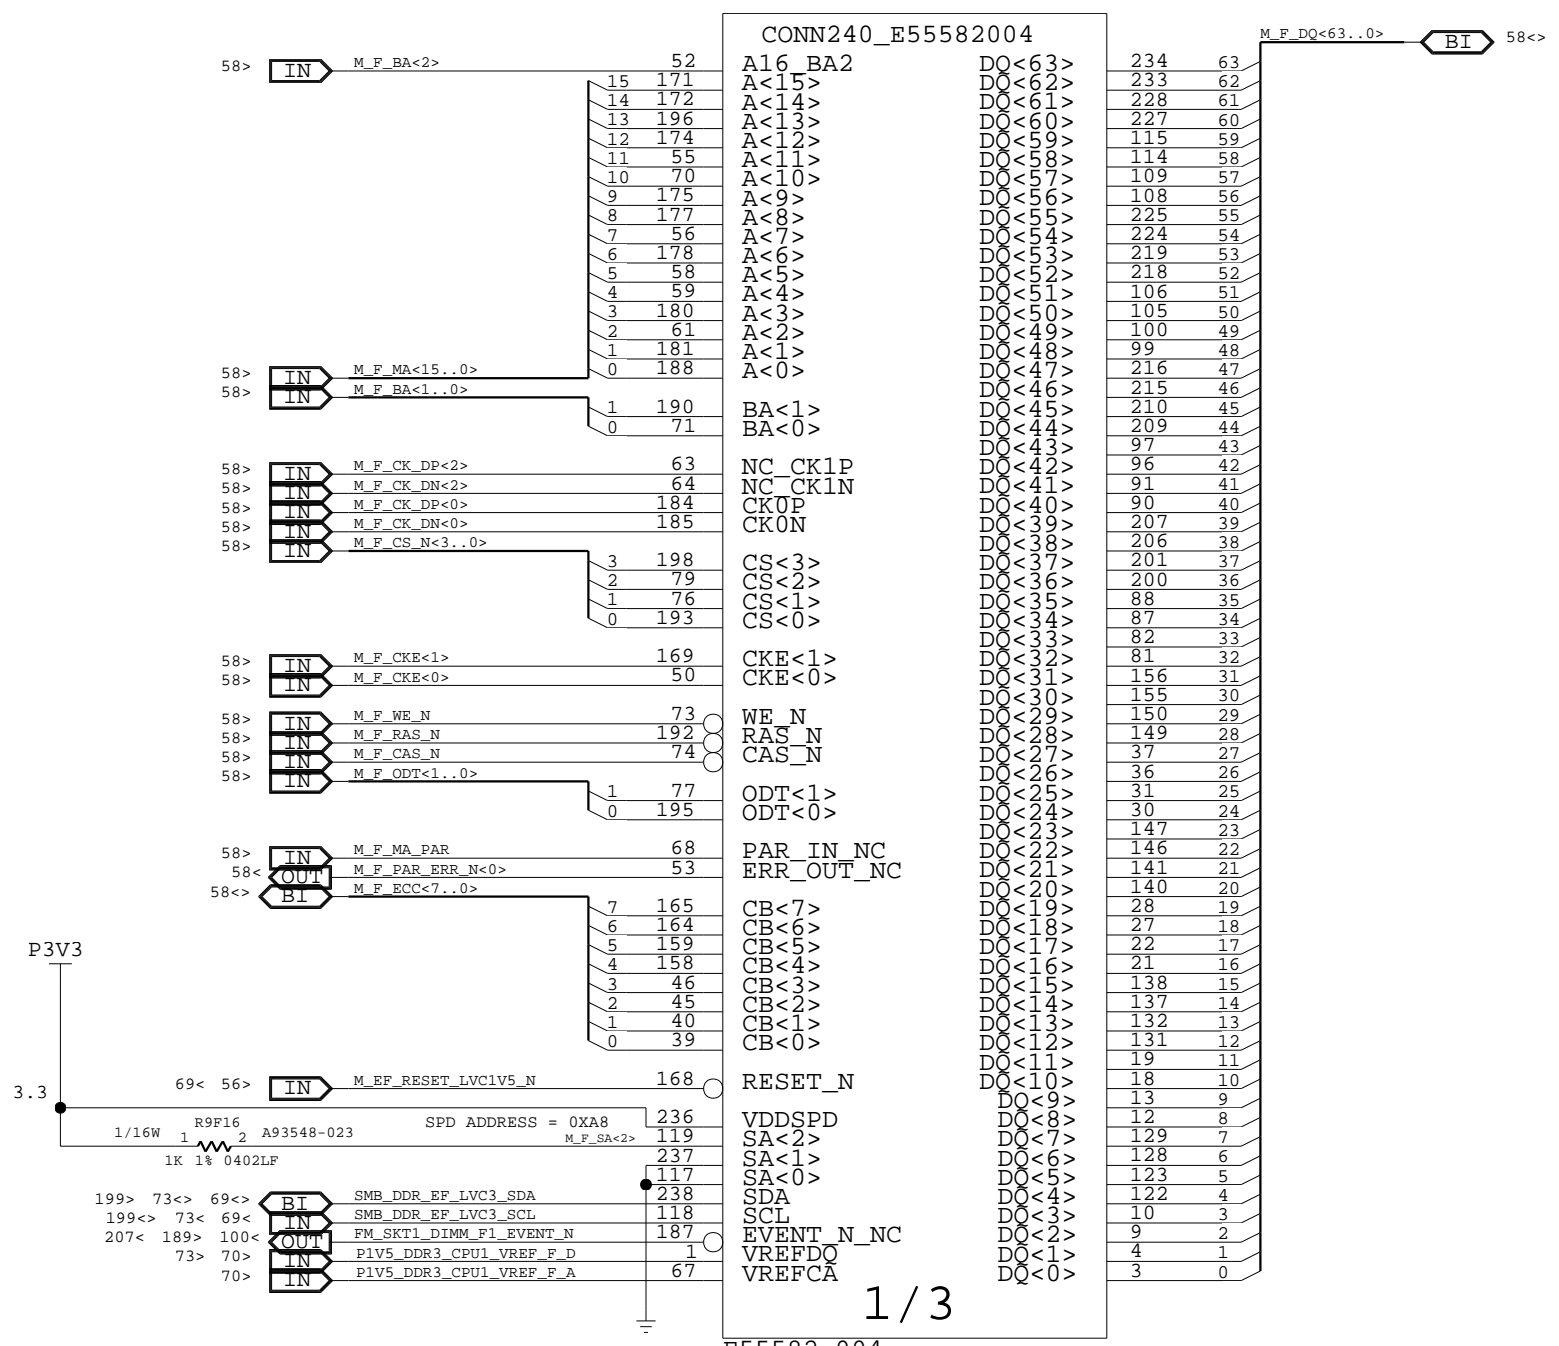 CONN240_E55582004
M_F_DQ<63..0> BI 58<>
58> IN M_F_BA<2> 52 A16_BA2 DQ<63> 234 63
15 171 A<15> DQ<62> 233 62
14 172 A<14> DQ<61> 228 61
13 196 A<13> DQ<60> 227 60
12 174 A<12> DQ<59> 115 59
11 55 A<11> DQ<58> 114 58
10 70 A<10> DQ<57> 109 57
9 175 A<9> DQ<56> 108 56
8 177 A<8> DQ<55> 225 55
7 56 A<7> DQ<54> 224 54
6 178 A<6> DQ<53> 219 53
5 58 A<5> DQ<52> 218 52
4 59 A<4> DQ<51> 106 51
3 180 A<3> DQ<50> 105 50
2 61 A<2> DQ<49> 100 49
1 181 A<1> DQ<48> 99 48
58> IN M_F_MA<15..0> 0 188 A<0> DQ<47> 216 47
58> IN M_F_BA<1..0> DQ<46> 215 46
1 190 BA<1> DQ<45> 210 45
0 71 BA<0> DQ<44> 209 44
DQ<43> 97 43
58> IN M_F_CK_DP<2> 63 NC_CK1P DQ<42> 96 42
58> IN M_F_CK_DN<2> 64 NC_CK1N DQ<41> 91 41
58> IN M_F_CK_DP<0> 184 CK0P DQ<40> 90 40
58> IN M_F_CK_DN<0> 185 CK0N DQ<39> 207 39
58> IN M_F_CS_N<3..0> DQ<38> 206 38
3 198 CS<3> DQ<37> 201 37
2 79 CS<2> DQ<36> 200 36
1 76 CS<1> DQ<35> 88 35
0 193 CS<0> DQ<34> 87 34
DQ<33> 82 33
58> IN M_F_CKE<1> 169 CKE<1> DQ<32> 81 32
58> IN M_F_CKE<0> 50 CKE<0> DQ<31> 156 31
DQ<30> 155 30
58> IN M_F_WE_N 73 WE_N DQ<29> 150 29
58> IN M_F_RAS_N 192 RAS_N DQ<28> 149 28
58> IN M_F_CAS_N 74 CAS_N DQ<27> 37 27
58> IN M_F_ODT<1..0> DQ<26> 36 26
1 77 ODT<1> DQ<25> 31 25
0 195 ODT<0> DQ<24> 30 24
DQ<23> 147 23
58> IN M_F_MA_PAR 68 PAR_IN_NC DQ<22> 146 22
58< OUT M_F_PAR_ERR_N<0> 53 ERR_OUT_NC DQ<21> 141 21
58<> BI M_F_ECC<7..0> DQ<20> 140 20
7 165 CB<7> DQ<19> 28 19
6 164 CB<6> DQ<18> 27 18
5 159 CB<5> DQ<17> 22 17
4 158 CB<4> DQ<16> 21 16
3 46 CB<3> DQ<15> 138 15
2 45 CB<2> DQ<14> 137 14
1 40 CB<1> DQ<13> 132 13
0 39 CB<0> DQ<12> 131 12
DQ<11> 19 11
69< 56> IN M_EF_RESET_LVC1V5_N 168 RESET_N DQ<10> 18 10
DQ<9> 13 9
P3V3
3.3
SPD ADDRESS = 0XA8 236 VDDSPD DQ<8> 12 8
1/16W 1 R9F16 2 A93548-023 M_F_SA<2> 119 SA<2> DQ<7> 129 7
1K 1% 0402LF 237 SA<1> DQ<6> 128 6
117 SA<0> DQ<5> 123 5
199> 73<> 69<> BI SMB_DDR_EF_LVC3_SDA 238 SDA DQ<4> 122 4
199<> 73< 69< IN SMB_DDR_EF_LVC3_SCL 118 SCL DQ<3> 10 3
207< 189> 100< OUT FM_SKT1_DIMM_F1_EVENT_N 187 EVENT_N_NC DQ<2> 9 2
73> 70> IN P1V5_DDR3_CPU1_VREF_F_D 1 VREFDQ DQ<1> 4 1
70> IN P1V5_DDR3_CPU1_VREF_F_A 67 VREFCA DQ<0> 3 0
1/3